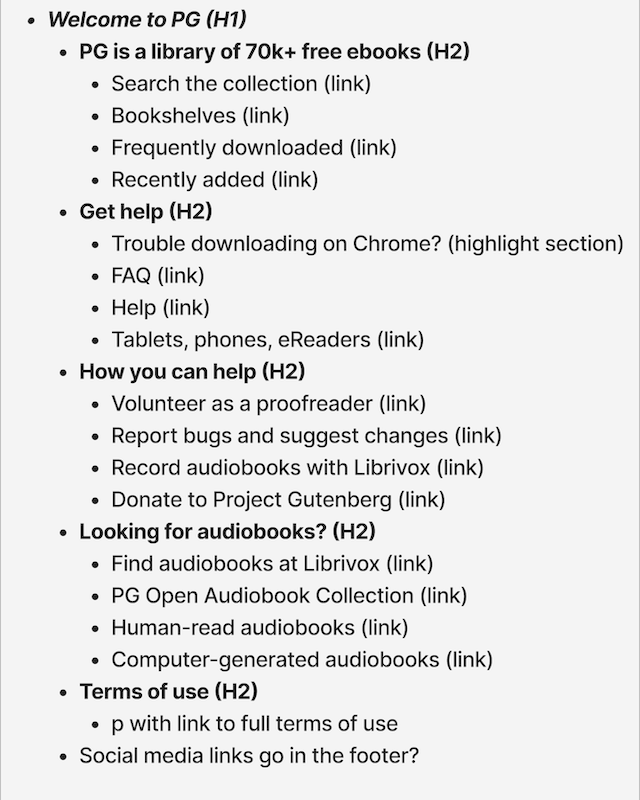 Welcome to PG (H1)
PG is a library of 70k+ free ebooks (H2)
Search the collection (link)
Bookshelves (link)
Frequently downloaded (link)
Recently added (link)
Get help (H2)
Trouble downloading on Chrome? (highlight section)
FAQ (link)
Help (link)
Tablets, phones, eReaders (link)
How you can help (H2)
Volunteer as a proofreader (link)
Report bugs and suggest changes (link)
Record audiobooks with Librivox (link)
Donate to Project Gutenberg (link)
Looking for audiobooks? (H2)
Find audiobooks at Librivox (link)
PG Open Audiobook Collection (link)
Human-read audiobooks (link)
Computer-generated audiobooks (link)
Terms of use (H2)
p with link to full terms of use
Social media links go in the footer?